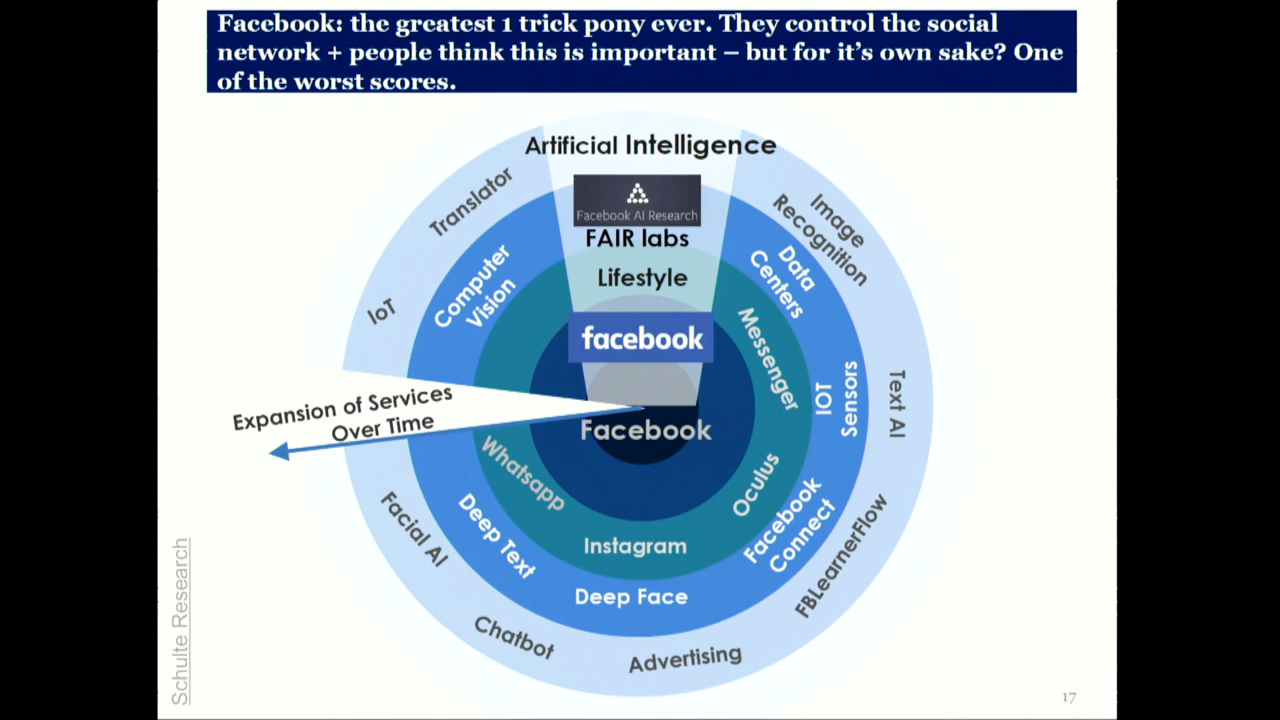 Facebook: the greatest 1 trick pony ever. They control the social
network + people think this is important – but for it's own sake? One
of the worst scores.
Artificial Intelligence
Facebook AI Research
FAIR labs
Lifestyle
facebook
Facebook
Translator
IoT
Computer
Vision
Image
Recognition
Data
Centers
Messenger
IOT
Sensors
Text AI
Expansion of Services
Over Time
Whatsapp
Oculus
Facebook
Connect
FBLearnerFlow
Instagram
Deep Text
Deep Face
Facial AI
Chatbot
Advertising
Schulte Research
17